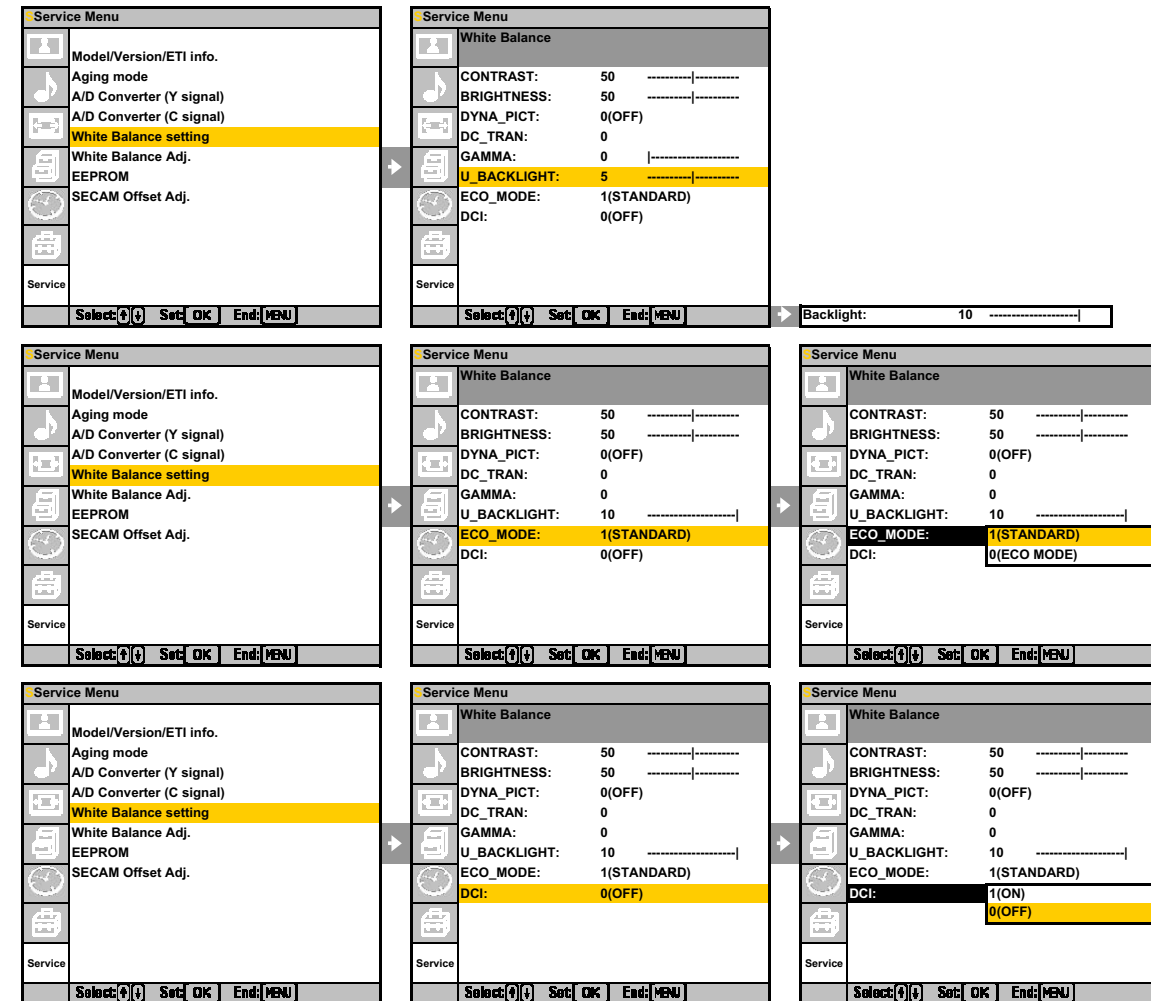 Service Menu
Model/Version/ETI info.
Aging mode
A/D Converter (Y signal)
A/D Converter (C signal)
White Balance setting
White Balance Adj.
EEPROM
SECAM Offset Adj.
Service
Select: Set: OK End: MENU
Service Menu
White Balance
CONTRAST: 50 ----------|----------
BRIGHTNESS: 50 ----------|----------
DYNA_PICT: 0(OFF)
DC_TRAN: 0
GAMMA: 0 |--------------------
U_BACKLIGHT: 5 ----------|----------
ECO_MODE: 1(STANDARD)
DCI: 0(OFF)
Service
Select: Set: OK End: MENU
Backlight: 10 --------------------|
Service Menu
Model/Version/ETI info.
Aging mode
A/D Converter (Y signal)
A/D Converter (C signal)
White Balance setting
White Balance Adj.
EEPROM
SECAM Offset Adj.
Service
Select: Set: OK End: MENU
Service Menu
White Balance
CONTRAST: 50 ----------|----------
BRIGHTNESS: 50 ----------|----------
DYNA_PICT: 0(OFF)
DC_TRAN: 0
GAMMA: 0
U_BACKLIGHT: 10 --------------------|
ECO_MODE: 1(STANDARD)
DCI: 0(OFF)
Service
Select: Set: OK End: MENU
Service Menu
White Balance
CONTRAST: 50 ----------|----------
BRIGHTNESS: 50 ----------|----------
DYNA_PICT: 0(OFF)
DC_TRAN: 0
GAMMA: 0
U_BACKLIGHT: 10 --------------------|
ECO_MODE: 1(STANDARD)
DCI: 0(ECO MODE)
Service
Select: Set: OK End: MENU
Service Menu
Model/Version/ETI info.
Aging mode
A/D Converter (Y signal)
A/D Converter (C signal)
White Balance setting
White Balance Adj.
EEPROM
SECAM Offset Adj.
Service
Select: Set: OK End: MENU
Service Menu
White Balance
CONTRAST: 50 ----------|----------
BRIGHTNESS: 50 ----------|----------
DYNA_PICT: 0(OFF)
DC_TRAN: 0
GAMMA: 0
U_BACKLIGHT: 10 --------------------|
ECO_MODE: 1(STANDARD)
DCI: 0(OFF)
Service
Select: Set: OK End: MENU
Service Menu
White Balance
CONTRAST: 50 ----------|----------
BRIGHTNESS: 50 ----------|----------
DYNA_PICT: 0(OFF)
DC_TRAN: 0
GAMMA: 0
U_BACKLIGHT: 10 --------------------|
ECO_MODE: 1(STANDARD)
DCI: 1(ON)
0(OFF)
Service
Select: Set: OK End: MENU